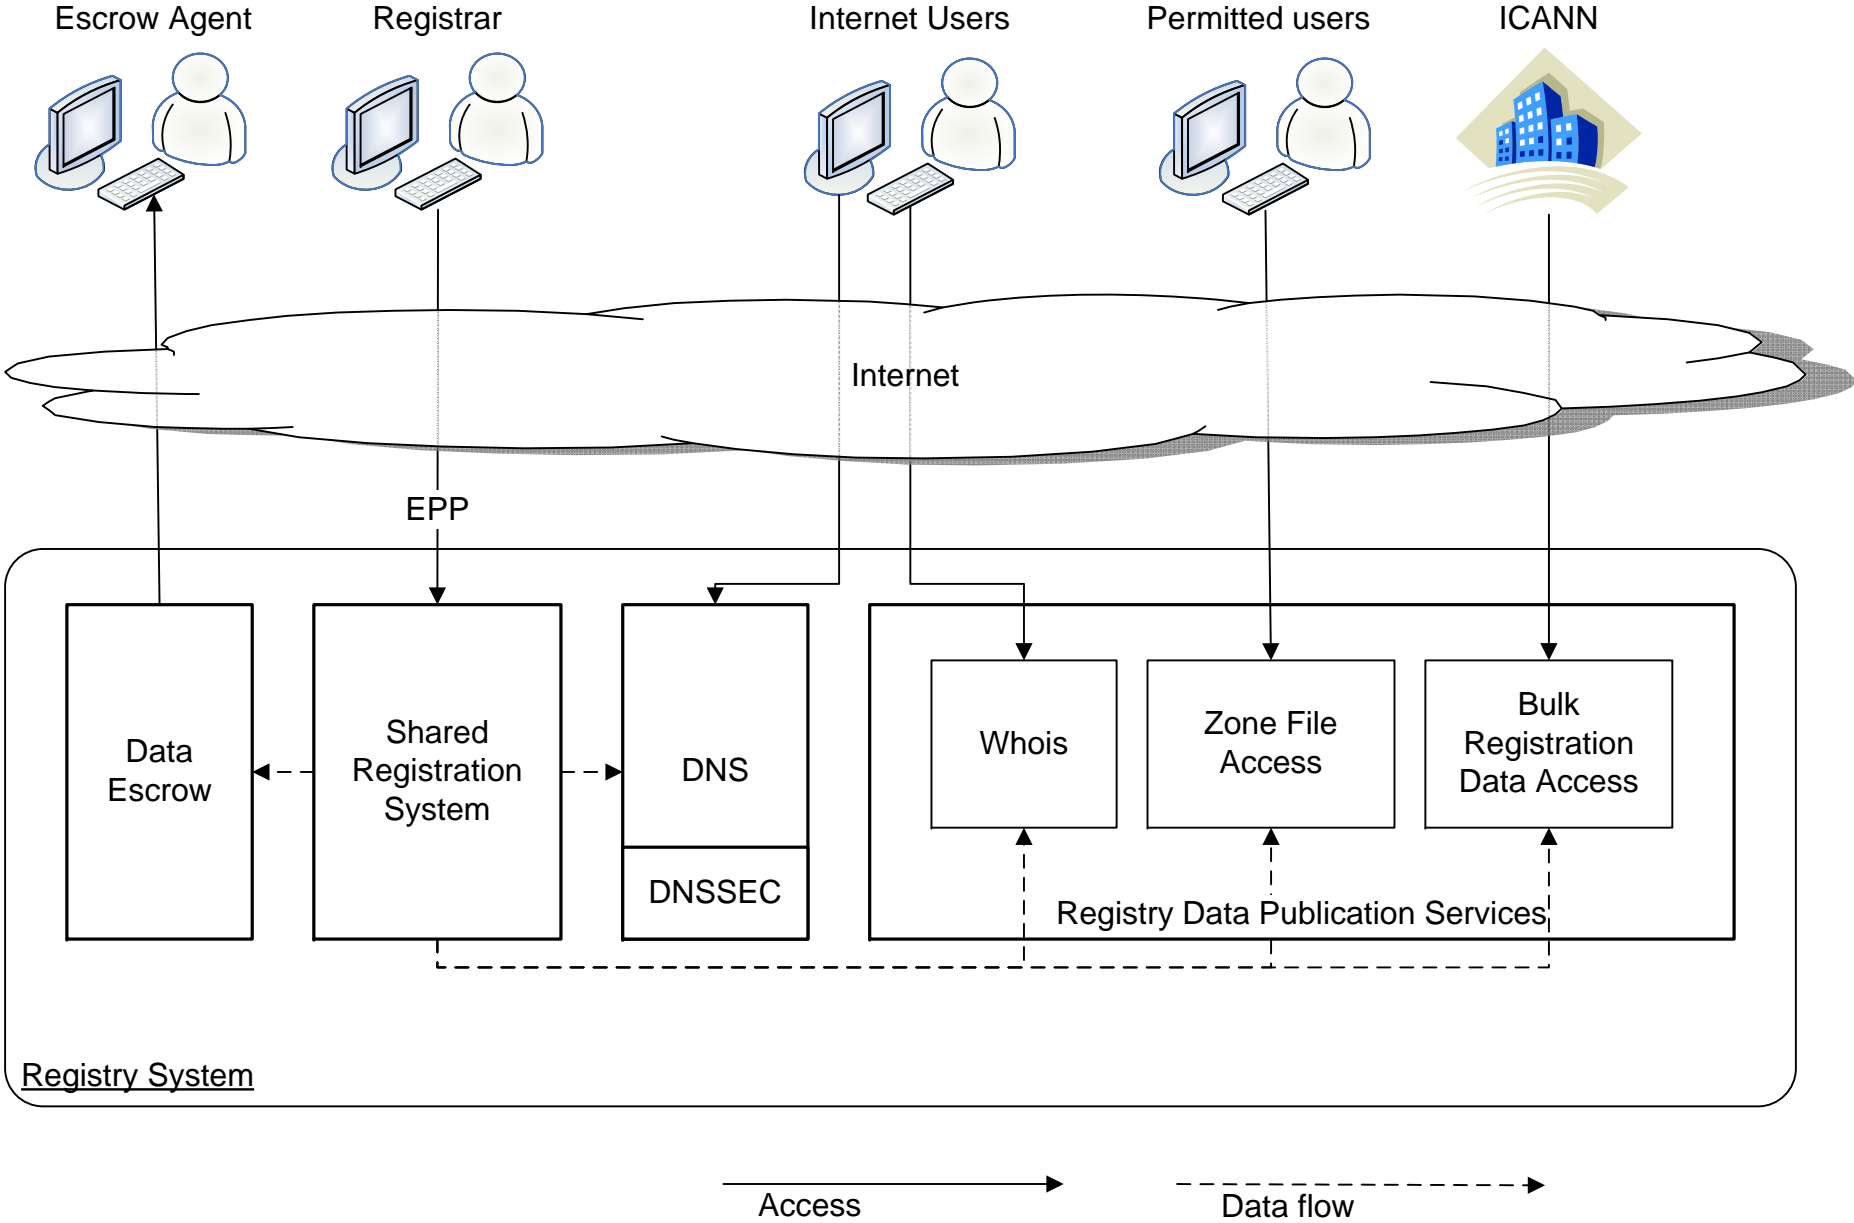 Escrow Agent
Registrar
Internet Users
Permitted users
ICANN
Internet
EPP
Data
Escrow
Shared
Registration
System
DNS
DNSSEC
Whois
Zone File
Access
Bulk
Registration
Data Access
Registry Data Publication Services
Registry System
Access
Data flow